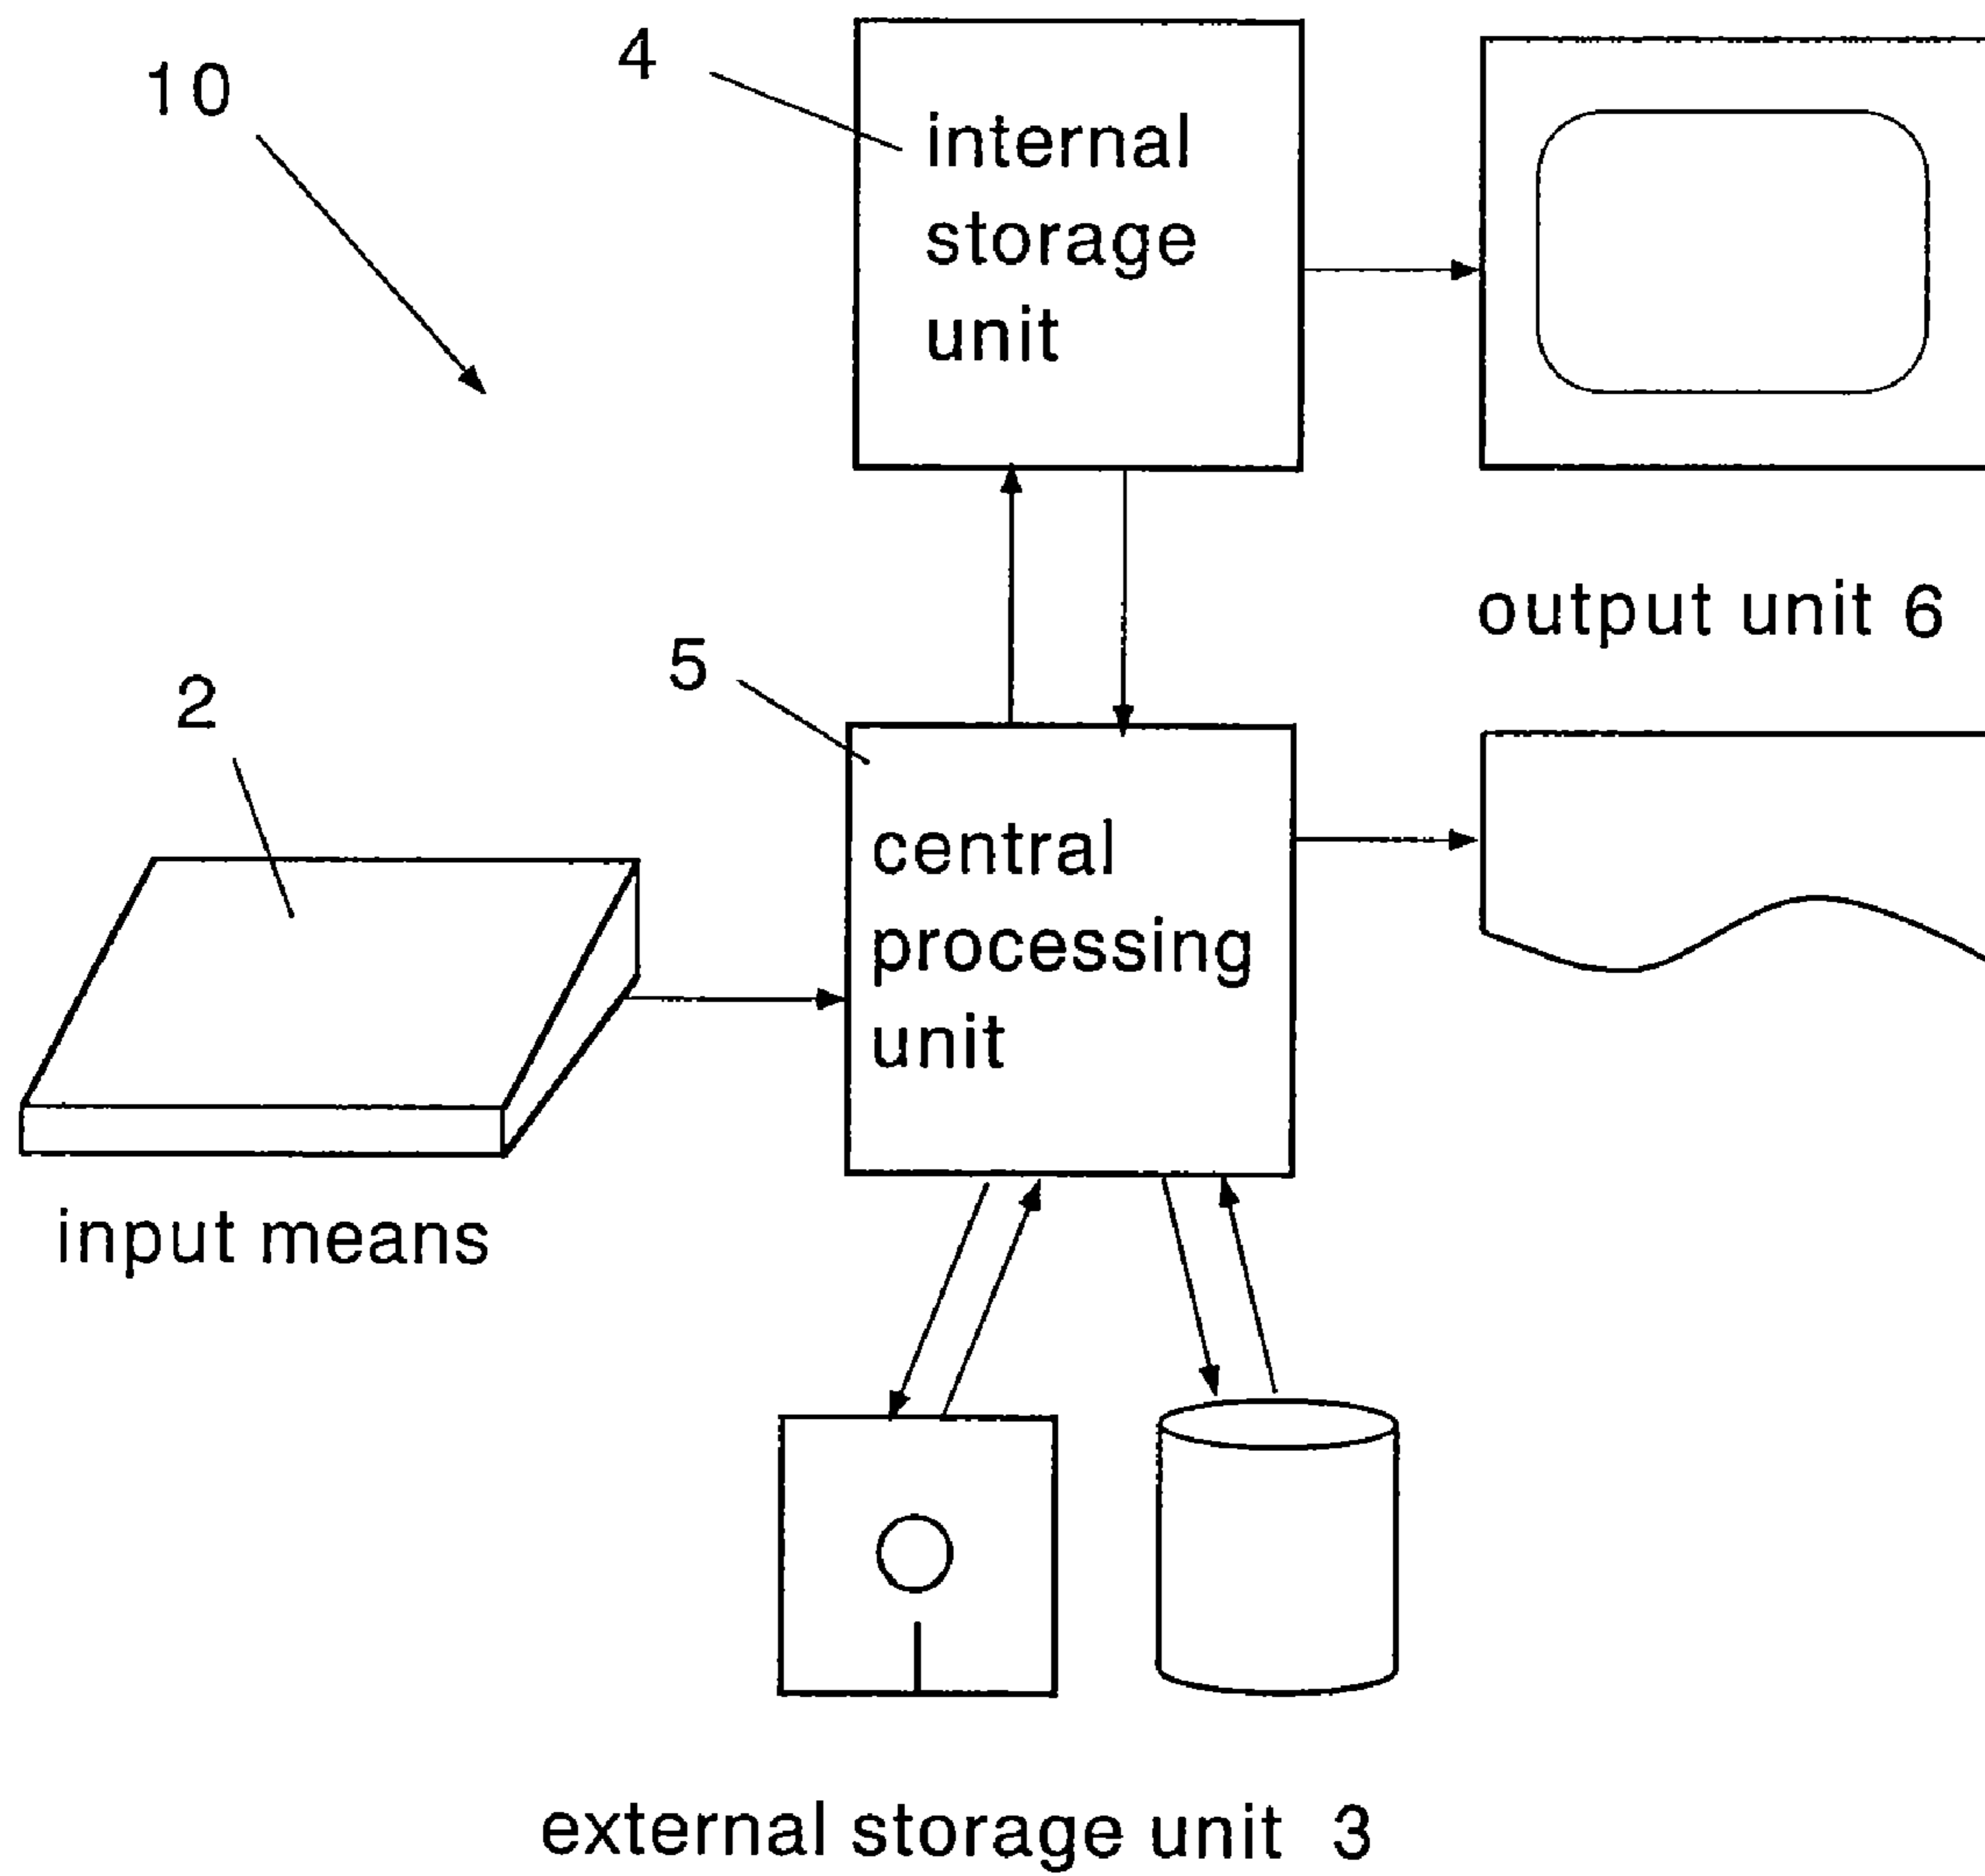 10
4
internal
storage
unit
output unit 6
5
2
central
processing
unit
input means
external storage unit 3